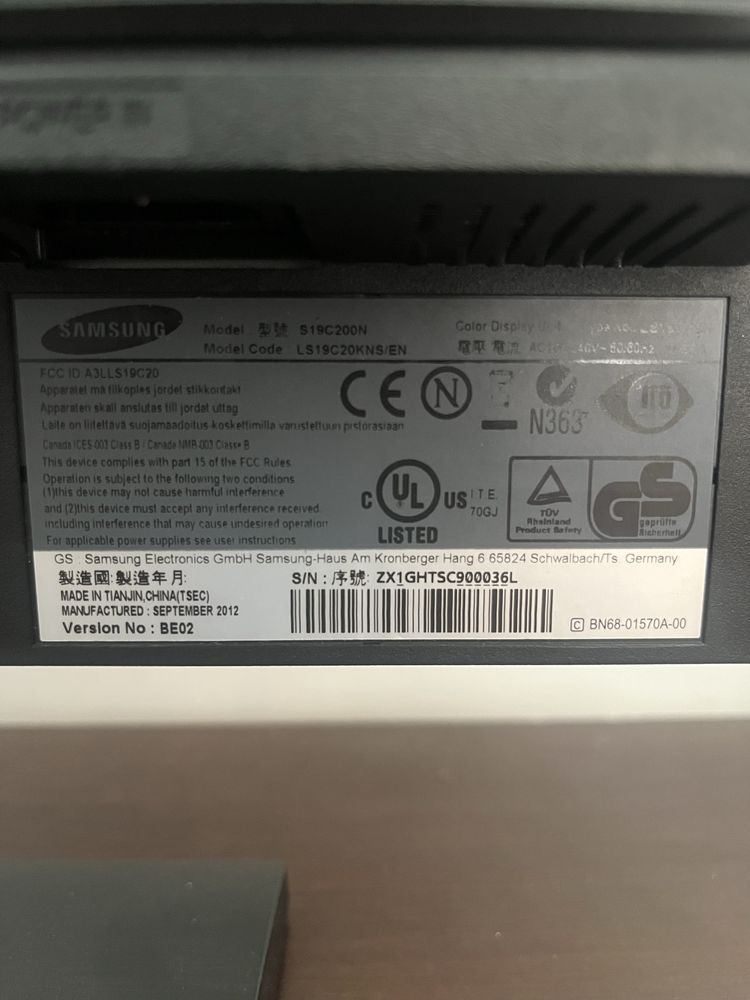 SAMSUNG
Model 型號 S19C200N
Model Code LS19C20KNS/EN
Color Display
電壓 電流
FCC ID:A3LLS19C20
Apparatet må tilkoples jordet stikkontakt
Apparaten skall anslutas till jordat uttag
Laite on liitettävä suojamaadoitus koskettimilla varustettuun pistorasiaan
Canada ICES-003 Class B / Canada NMB-003 Classe B
This device complies with part 15 of the FCC Rules
Operation is subject to the following two conditions
(1)this device may not cause harmful interference
and (2)this device must accept any interference received.
including interference that may cause undesired operation
For applicable power supplies see user instructions
CE
N
N363
C UL US
LISTED
I.T.E.
70GJ
TÜV
Rheinland
Product Safety
GS
geprüfte
Sicherheit
GS : Samsung Electronics GmbH Samsung-Haus Am Kronberger Hang 6 65824 Schwalbach/Ts. Germany
製造國:製造年月:
MADE IN TIANJIN,CHINA(TSEC)
MANUFACTURED : SEPTEMBER 2012
Version No : BE02
S/N : 序號: ZX1GHTSC900036L
C BN68-01570A-00